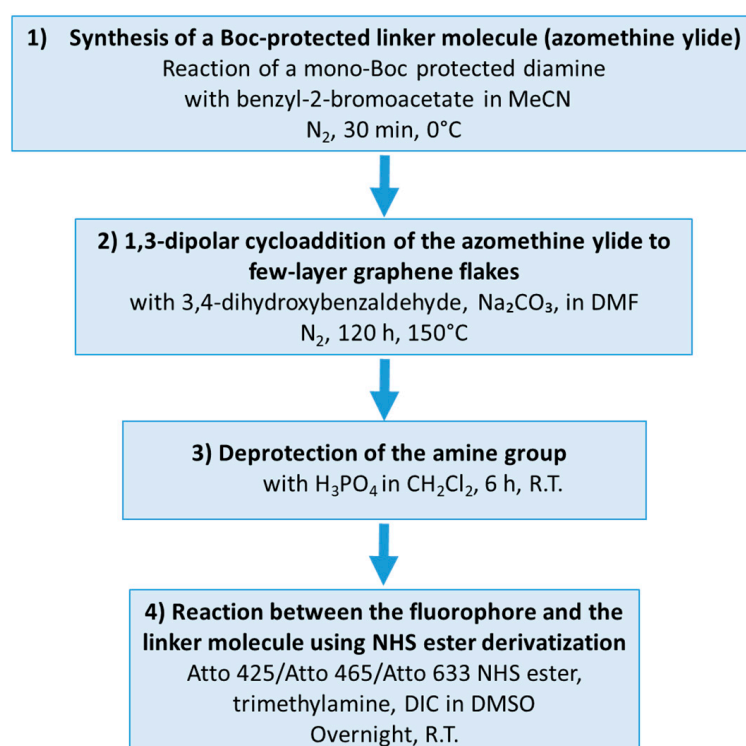 1) Synthesis of a Boc-protected linker molecule (azomethine ylide)
Reaction of a mono-Boc protected diamine
with benzyl-2-bromoacetate in MeCN
N₂, 30 min, 0°C
2) 1,3-dipolar cycloaddition of the azomethine ylide to
few-layer graphene flakes
with 3,4-dihydroxybenzaldehyde, Na₂CO₃, in DMF
N₂, 120 h, 150°C
3) Deprotection of the amine group
with H₃PO₄ in CH₂Cl₂, 6 h, R.T.
4) Reaction between the fluorophore and the
linker molecule using NHS ester derivatization
Atto 425/Atto 465/Atto 633 NHS ester,
trimethylamine, DIC in DMSO
Overnight, R.T.